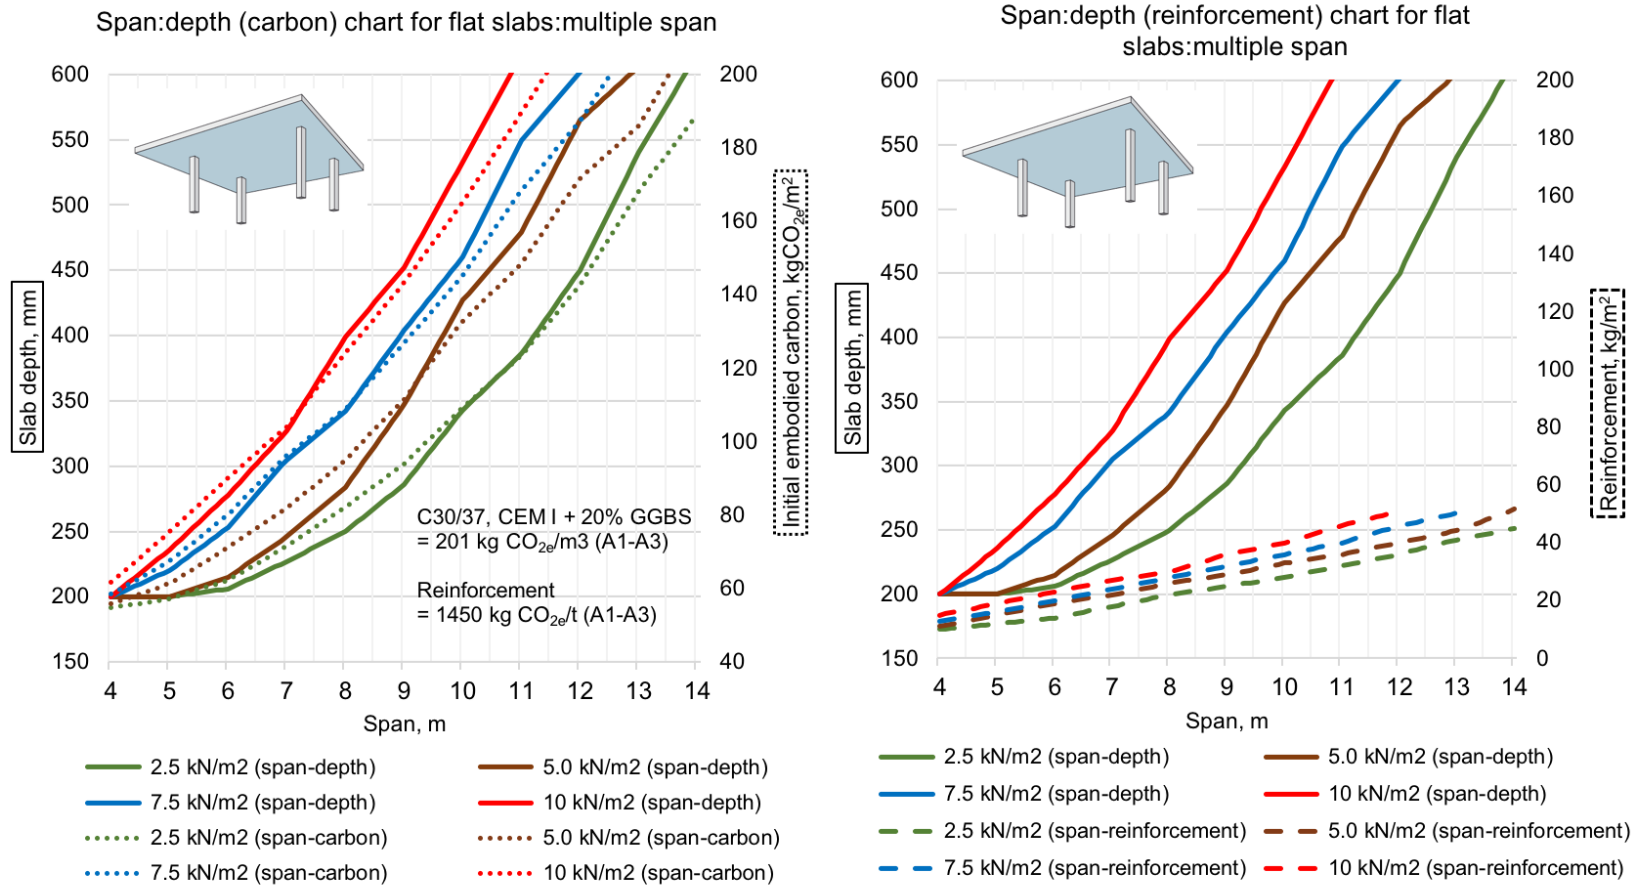 Span:depth (carbon) chart for flat slabs:multiple span
600
550
500
450
400
350
300
250
200
150
200
180
160
140
120
100
80
60
40
Slab depth, mm
Initial embodied carbon, kgCO2e/m2
C30/37, CEM I + 20% GGBS
= 201 kg CO2e/m3 (A1-A3)
Reinforcement
= 1450 kg CO2e/t (A1-A3)
4 5 6 7 8 9 10 11 12 13 14
Span, m
2.5 kN/m2 (span-depth)
5.0 kN/m2 (span-depth)
7.5 kN/m2 (span-depth)
10 kN/m2 (span-depth)
2.5 kN/m2 (span-carbon)
5.0 kN/m2 (span-carbon)
7.5 kN/m2 (span-carbon)
10 kN/m2 (span-carbon)
Span:depth (reinforcement) chart for flat
slabs:multiple span
600
550
500
450
400
350
300
250
200
150
200
180
160
140
120
100
80
60
40
20
0
Slab depth, mm
Reinforcement, kg/m2
4 5 6 7 8 9 10 11 12 13 14
Span, m
2.5 kN/m2 (span-depth)
5.0 kN/m2 (span-depth)
7.5 kN/m2 (span-depth)
10 kN/m2 (span-depth)
2.5 kN/m2 (span-reinforcement)
5.0 kN/m2 (span-reinforcement)
7.5 kN/m2 (span-reinforcement)
10 kN/m2 (span-reinforcement)